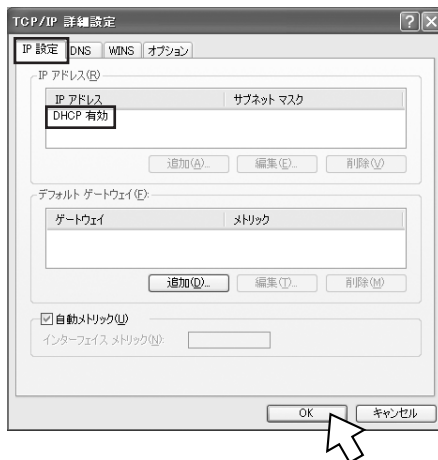 TCP/IP 詳細設定
IP 設定 DNS WINS オプション
IP アドレス(R)
IP アドレス サブネット マスク
DHCP 有効
追加(A)... 編集(E)... 削除(V)
デフォルト ゲートウェイ(F):
ゲートウェイ メトリック
追加(D)... 編集(T)... 削除(M)
自動メトリック(U)
インターフェイス メトリック(N):
OK キャンセル